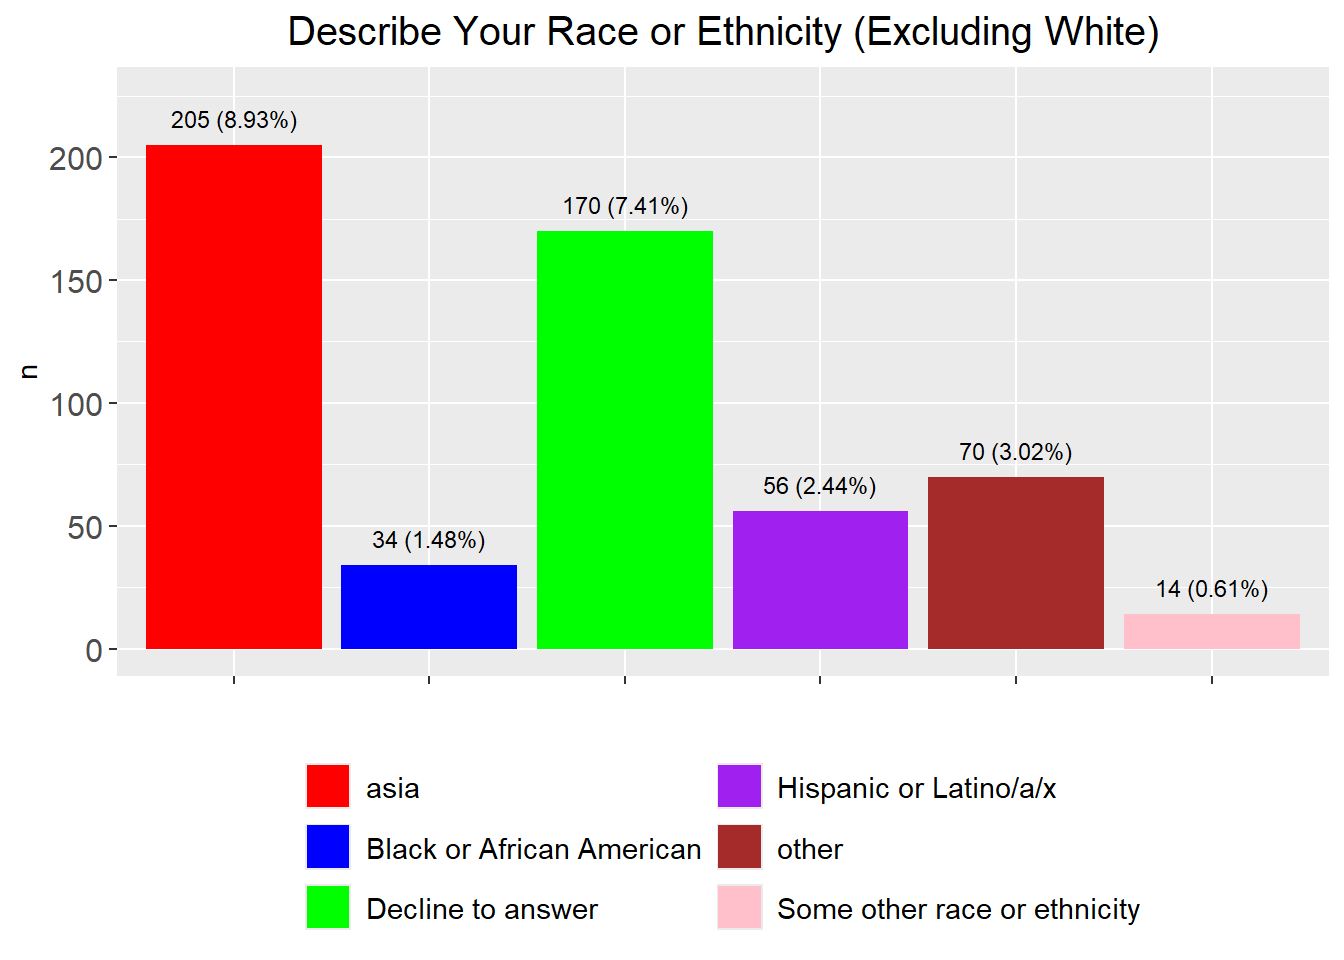 Describe Your Race or Ethnicity (Excluding White)
205 (8.93%)
200
170 (7.41%)
150
n
100
70 (3.02%)
56 (2.44%)
50
34 (1.48%)
14 (0.61%)
0
asia
Hispanic or Latino/a/x
Black or African American
other
Decline to answer
Some other race or ethnicity